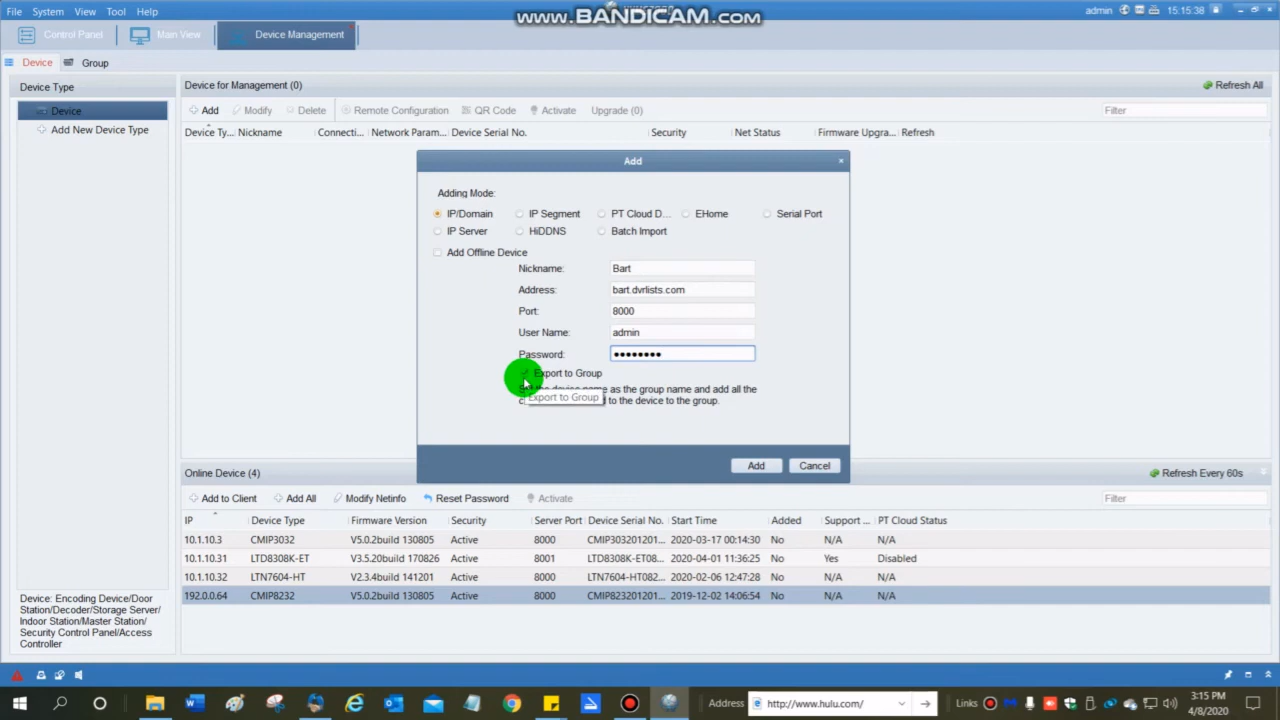 File System View Tool Help
www.BANDICAM.com
admin 15:15:38
Control Panel Main View Device Management
Device Group
Device Type
Device
Add New Device Type
Device: Encoding Device/Door
Station/Decoder/Storage Server/
Indoor Station/Master Station/
Security Control Panel/Access
Controller
Device for Management (0) Refresh All
Add Modify Delete Remote Configuration QR Code Activate Upgrade (0) Filter
Device Ty... Nickname Connecti... Network Param... Device Serial No. Security Net Status Firmware Upgra... Refresh
Add
Adding Mode:
IP/Domain IP Segment PT Cloud D... EHome Serial Port
IP Server HiDDNS Batch Import
Add Offline Device
Nickname: Bart
Address: bart.dvrlists.com
Port: 8000
User Name: admin
Password: ●●●●●●●●
Export to Group
the device name as the group name and add all the
Export to Group to the device to the group.
Add Cancel
Online Device (4) Refresh Every 60s
Add to Client Add All Modify Netinfo Reset Password Activate Filter
IP Device Type Firmware Version Security Server Port Device Serial No. Start Time Added Support ... PT Cloud Status
10.1.10.3 CMIP3032 V5.0.2build 130805 Active 8000 CMIP303201201... 2020-03-17 00:14:30 No N/A N/A
10.1.10.31 LTD8308K-ET V3.5.20build 170826 Active 8001 LTD8308K-ET08... 2020-04-01 11:36:25 No Yes Disabled
10.1.10.32 LTN7604-HT V2.3.4build 141201 Active 8000 LTN7604-HT082... 2020-02-06 12:47:28 No N/A N/A
192.0.0.64 CMIP8232 V5.0.2build 130805 Active 8000 CMIP823201201... 2019-12-02 14:06:54 No N/A N/A
Address http://www.hulu.com/ Links 3:15 PM
4/8/2020